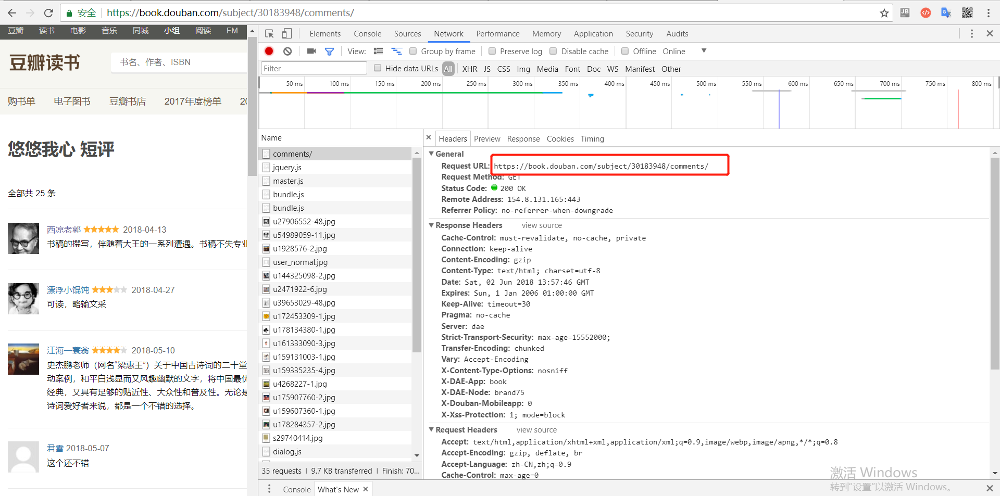 安全 https://book.douban.com/subject/30183948/comments/
豆瓣 读书 电影 音乐 同城 小组 阅读 FM
豆瓣读书
书名、作者、ISBN
购书单 电子图书 豆瓣书店 2017年度榜单
悠悠我心 短评
全部共 25 条
西凉老郭 2018-04-13
书稿的撰写，伴随着大王的一系列遭遇。书稿不失专业
漂浮小馄饨 2018-04-27
可读，略输文采
江海一蓑翁 2018-05-10
史杰鹏老师（网名“梁惠王”）关于中国古诗词的二十堂
动案例，和平白浅显而又风趣幽默的文字，将中国最优
经典，又具有足够的贴近性、大众性和普及性。无论是
诗词爱好者来说，都是一个不错的选择。
君雪 2018-05-07
这个还不错
Elements Console Sources Network Performance Memory Application Security Audits
View: Group by frame Preserve log Disable cache Offline Online
Filter Hide data URLs All XHR JS CSS Img Media Font Doc WS Manifest Other
50 ms 100 ms 150 ms 200 ms 250 ms 300 ms 350 ms 400 ms 450 ms 500 ms 550 ms 600 ms 650 ms 700 ms 750 ms 800 ms
Name
comments/
jquery.js
master.js
bundle.js
bundle.js
u27906552-48.jpg
u54989059-11.jpg
u1928576-2.jpg
user_normal.jpg
u144325098-2.jpg
u2471922-6.jpg
u39653029-48.jpg
u172453309-1.jpg
u178134380-1.jpg
u161333090-3.jpg
u159131003-1.jpg
u159335235-4.jpg
u4268227-1.jpg
u175907760-2.jpg
u159607360-1.jpg
u178284357-2.jpg
s29740414.jpg
dialog.js
35 requests | 9.7 KB transferred | Finish: 70...
Headers Preview Response Cookies Timing
General
Request URL: https://book.douban.com/subject/30183948/comments/
Request Method: GET
Status Code: 200 OK
Remote Address: 154.8.131.165:443
Referrer Policy: no-referrer-when-downgrade
Response Headers view source
Cache-Control: must-revalidate, no-cache, private
Connection: keep-alive
Content-Encoding: gzip
Content-Type: text/html; charset=utf-8
Date: Sat, 02 Jun 2018 13:57:46 GMT
Expires: Sun, 1 Jan 2006 01:00:00 GMT
Keep-Alive: timeout=30
Pragma: no-cache
Server: dae
Strict-Transport-Security: max-age=15552000;
Transfer-Encoding: chunked
Vary: Accept-Encoding
X-Content-Type-Options: nosniff
X-DAE-App: book
X-DAE-Node: brand75
X-Douban-Mobileapp: 0
X-Xss-Protection: 1; mode=block
Request Headers view source
Accept: text/html,application/xhtml+xml,application/xml;q=0.9,image/webp,image/apng,*/*;q=0.8
Accept-Encoding: gzip, deflate, br
Accept-Language: zh-CN,zh;q=0.9
Cache-Control: max-age=0
激活 Windows
转到“设置”以激活 Windows。
Console What's New